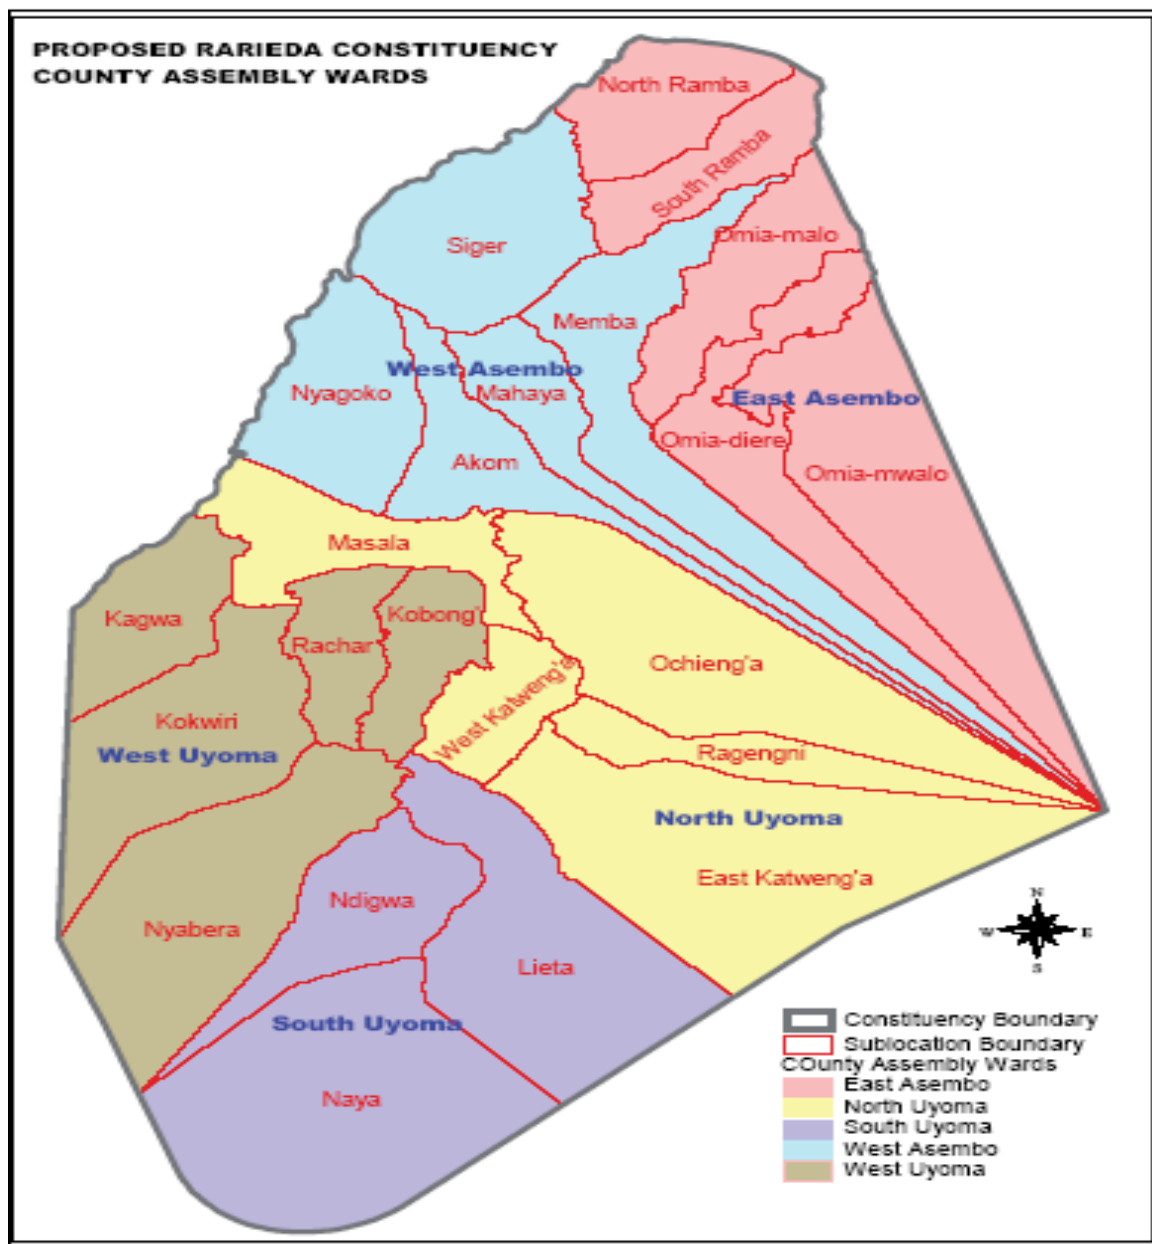 PROPOSED RARIEDA CONSTITUENCY
COUNTY ASSEMBLY WARDS
North Ramba
South Ramba
Omia-malo
Siger
Memba
West Asembo
Nyagoko
Mahaya
East Asembo
Omia-diere
Akom
Omia-mwalo
Masala
Kagwa
Kobong'
Rachar
Ochieng'a
West Katweng'a
Kokwiri
West Uyoma
Ragengni
North Uyoma
East Katweng'a
Ndigwa
Nyabera
Lieta
South Uyoma
Naya
N
W E
S
Constituency Boundary
Sublocation Boundary
COunty Assembly Wards
East Asembo
North Uyoma
South Uyoma
West Asembo
West Uyoma